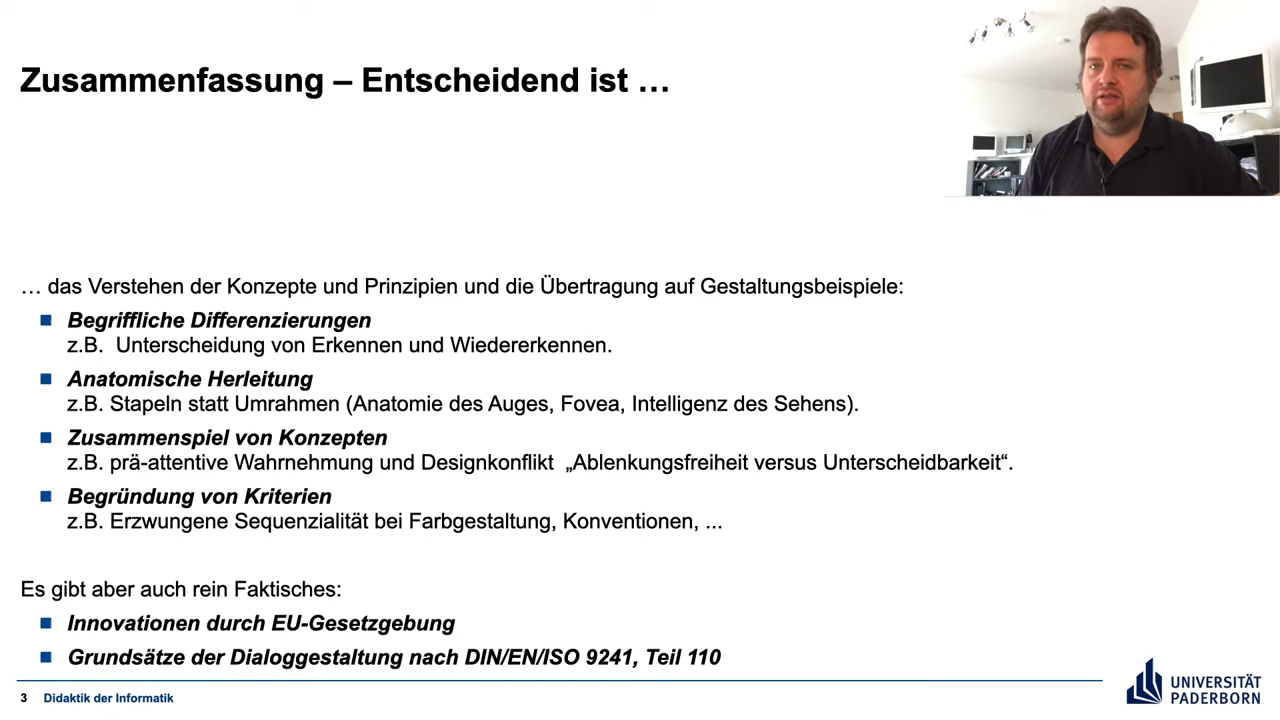 Zusammenfassung – Entscheidend ist …
… das Verstehen der Konzepte und Prinzipien und die Übertragung auf Gestaltungsbeispiele:
Begriffliche Differenzierungen
z.B. Unterscheidung von Erkennen und Wiedererkennen.
Anatomische Herleitung
z.B. Stapeln statt Umrahmen (Anatomie des Auges, Fovea, Intelligenz des Sehens).
Zusammenspiel von Konzepten
z.B. prä-attentive Wahrnehmung und Designkonflikt „Ablenkungsfreiheit versus Unterscheidbarkeit“.
Begründung von Kriterien
z.B. Erzwungene Sequenzialität bei Farbgestaltung, Konventionen, ...
Es gibt aber auch rein Faktisches:
Innovationen durch EU-Gesetzgebung
Grundsätze der Dialoggestaltung nach DIN/EN/ISO 9241, Teil 110
3 Didaktik der Informatik
UNIVERSITÄT
PADERBORN